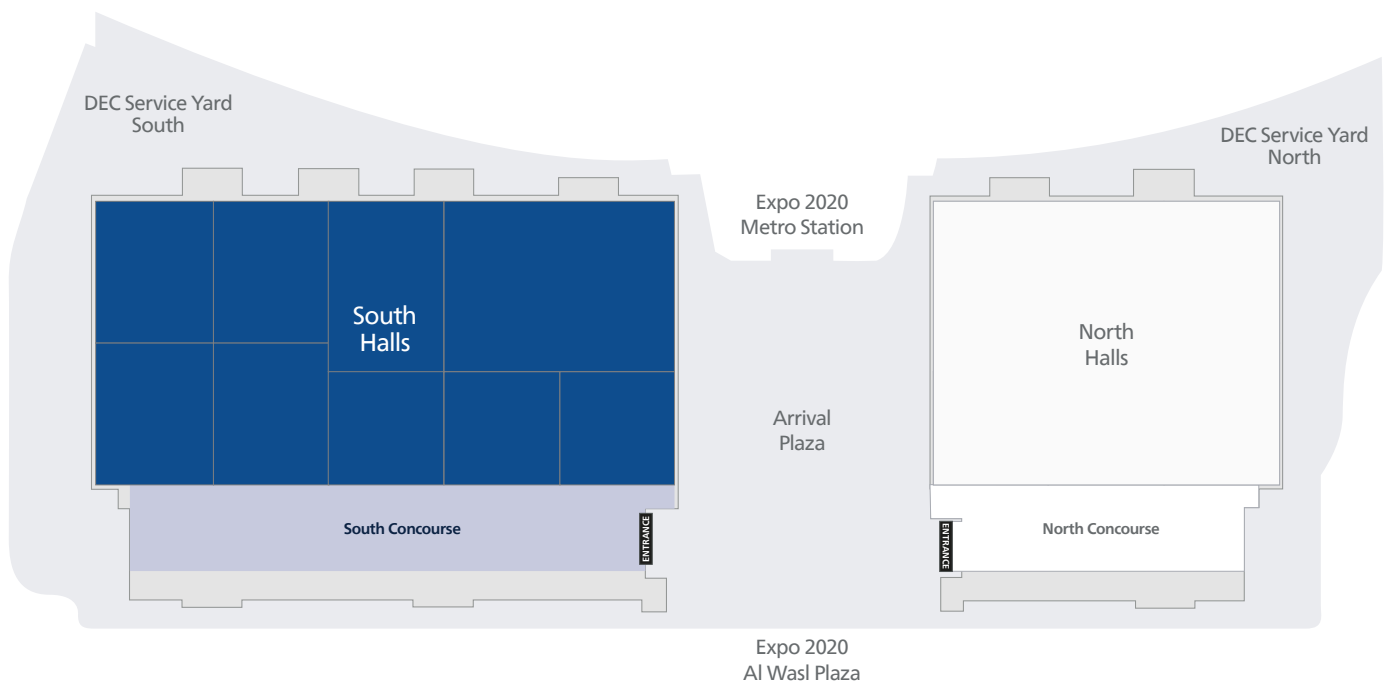 DEC Service Yard
South
DEC Service Yard
North
Expo 2020
Metro Station
South
Halls
North
Halls
Arrival
Plaza
South Concourse
ENTRANCE
ENTRANCE
North Concourse
Expo 2020
Al Wasl Plaza